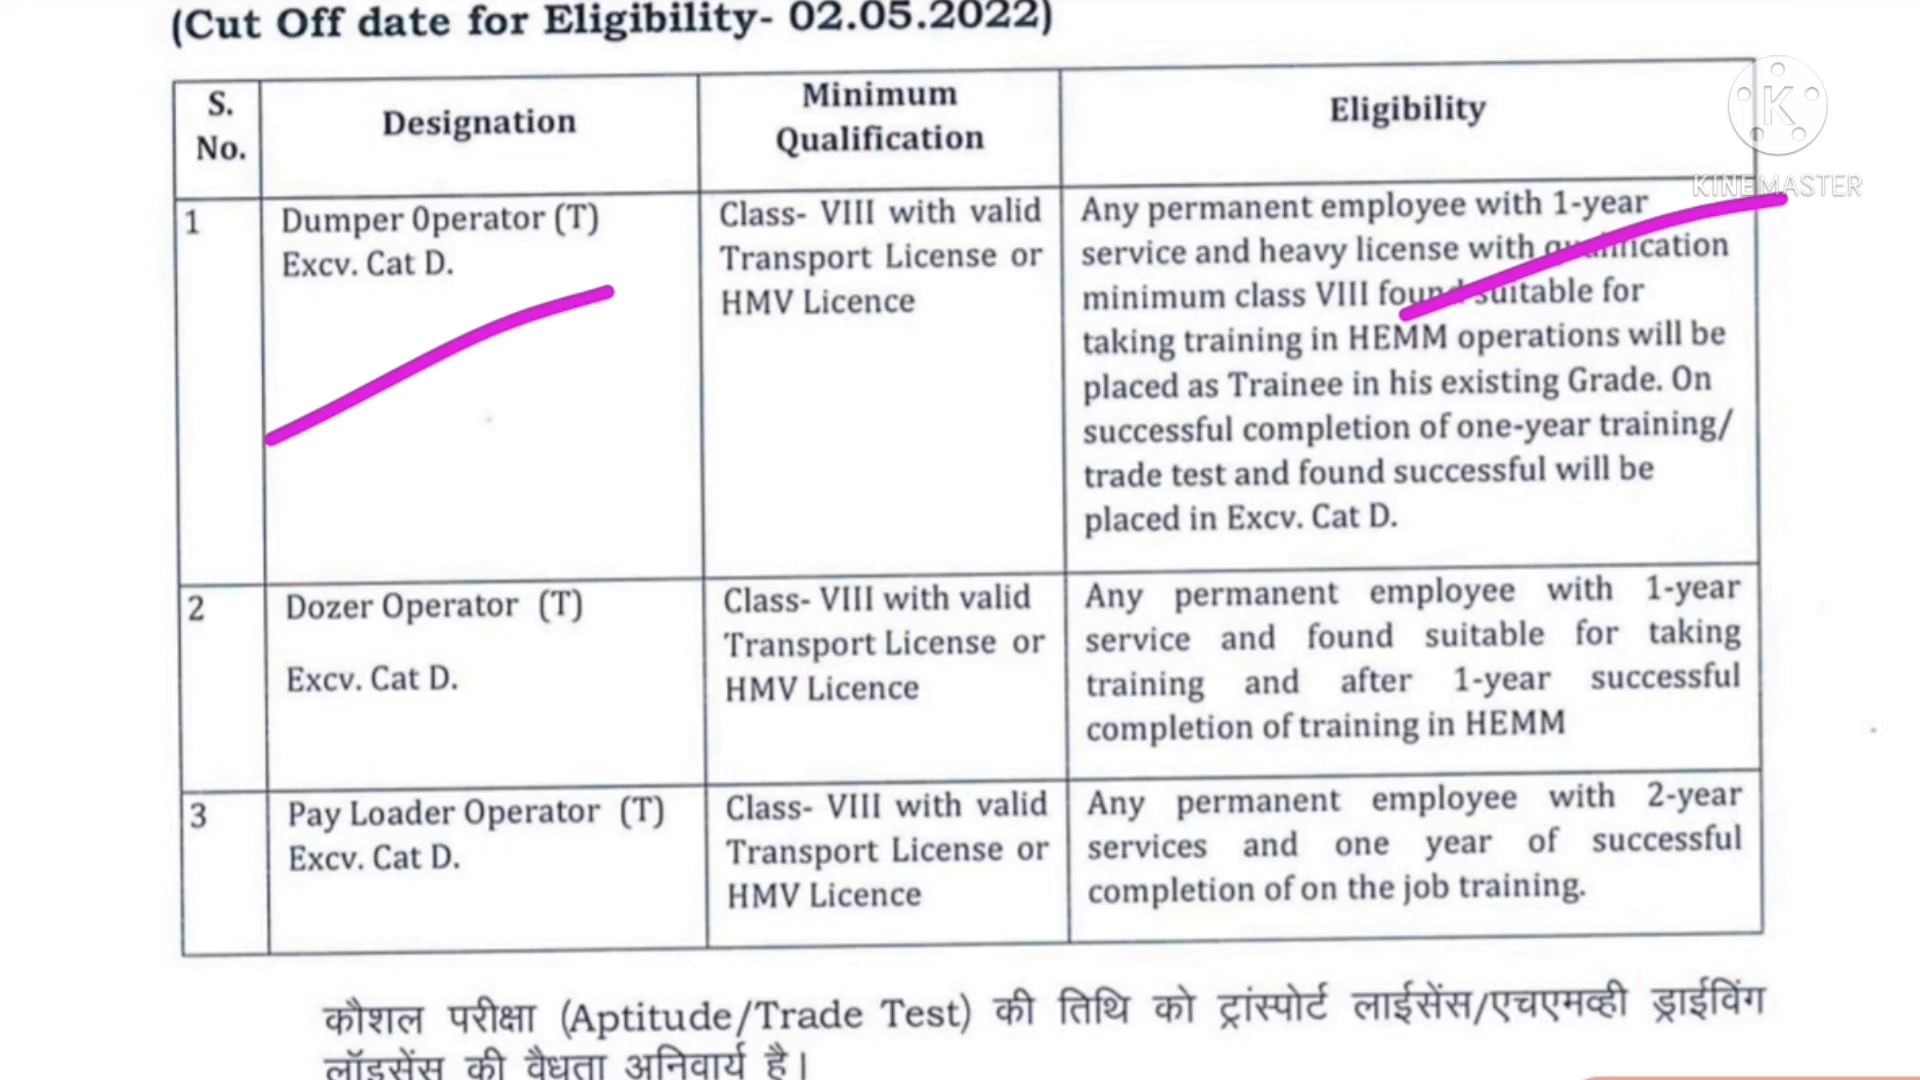 (Cut Off date for Eligibility- 02.05.2022)
S. No.
Designation
Minimum Qualification
Eligibility
KINEMASTER
1
Dumper Operator (T)
Excv. Cat D.
Class- VIII with valid
Transport License or
HMV Licence
Any permanent employee with 1-year
service and heavy license with qualification
minimum class VIII found suitable for
taking training in HEMM operations will be
placed as Trainee in his existing Grade. On
successful completion of one-year training/
trade test and found successful will be
placed in Excv. Cat D.
2
Dozer Operator (T)
Excv. Cat D.
Class- VIII with valid
Transport License or
HMV Licence
Any permanent employee with 1-year
service and found suitable for taking
training and after 1-year successful
completion of training in HEMM
3
Pay Loader Operator (T)
Excv. Cat D.
Class- VIII with valid
Transport License or
HMV Licence
Any permanent employee with 2-year
services and one year of successful
completion of on the job training.
कौशल परीक्षा (Aptitude/Trade Test) की तिथि को ट्रांस्पोर्ट लाईसेंस/एचएमव्ही ड्राईविंग
लॉइसेंस की वैधता अनिवार्य है।